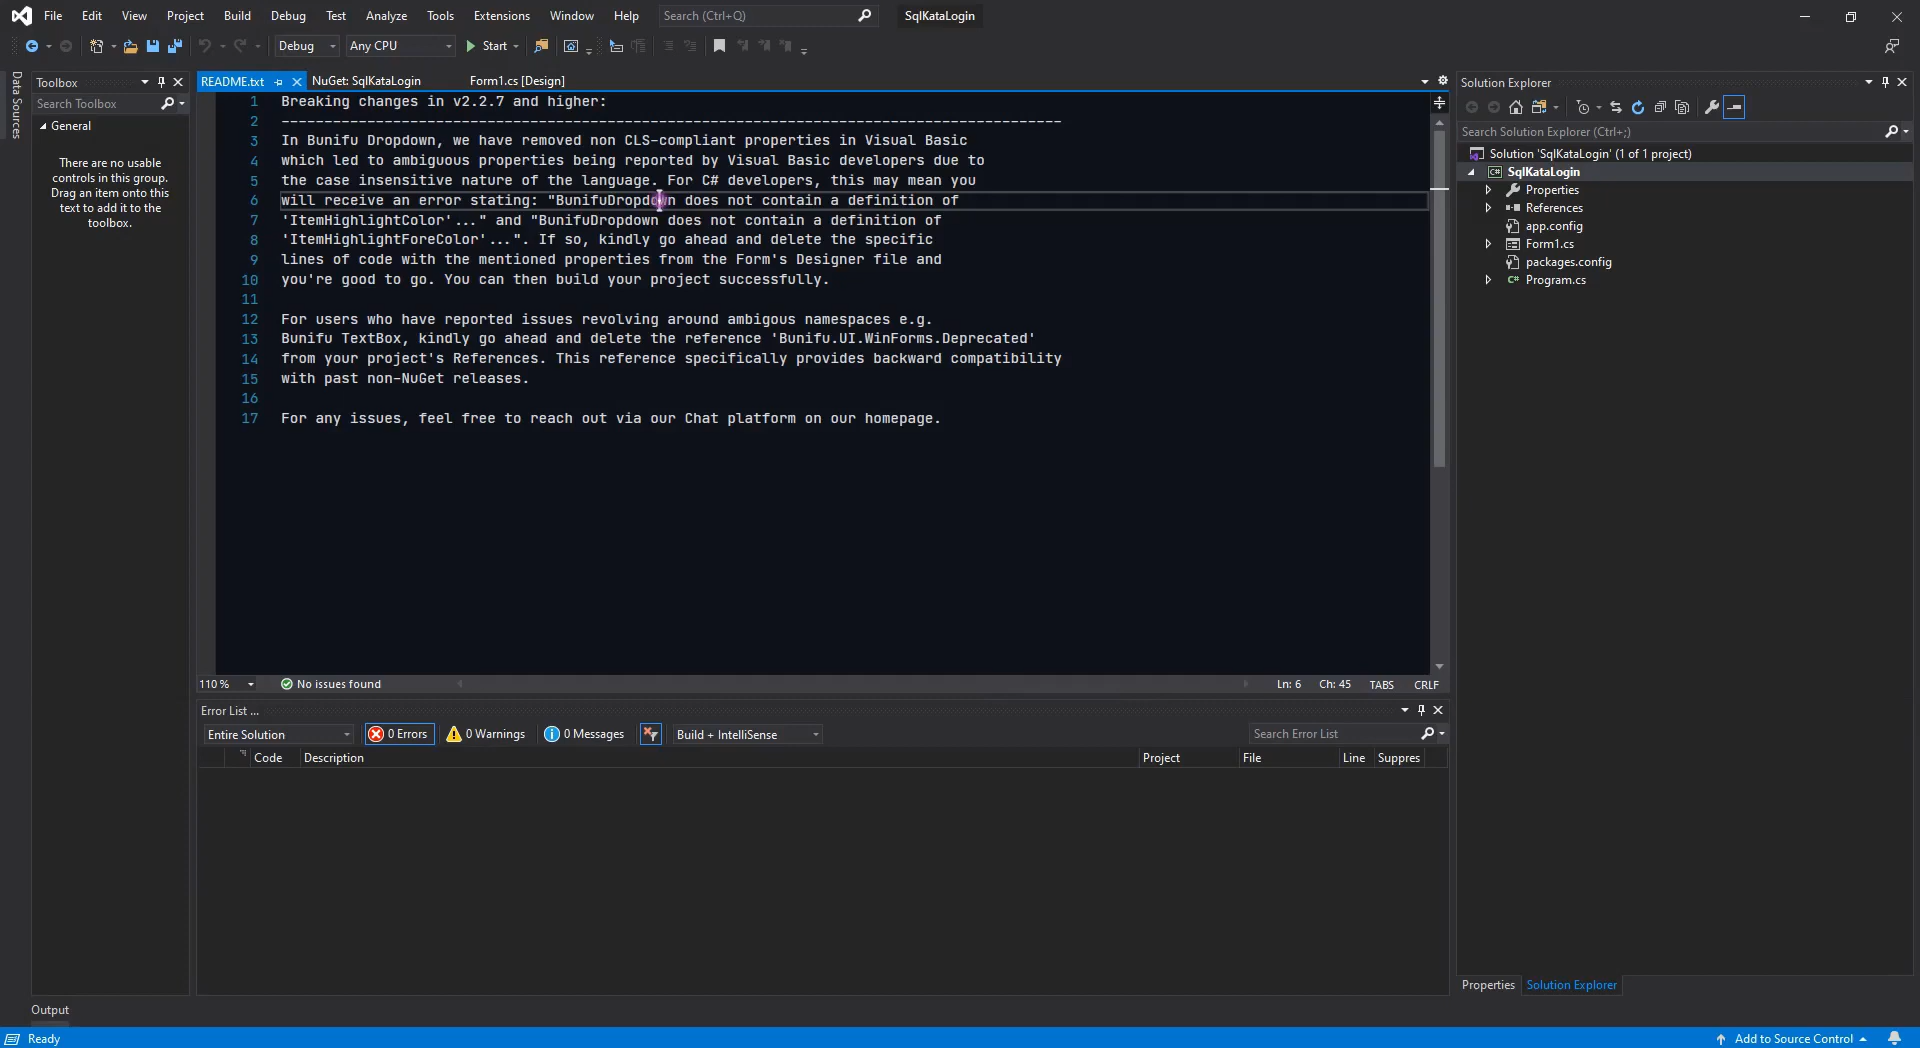 File Edit View Project Build Debug Test Analyze Tools Extensions Window Help Search (Ctrl+Q) SqlKataLogin
Debug Any CPU Start
Data Sources
Toolbox
Search Toolbox
General
There are no usable
controls in this group.
Drag an item onto this
text to add it to the
toolbox.
README.txt NuGet: SqlKataLogin Form1.cs [Design]
1 Breaking changes in v2.2.7 and higher:
2 -------------------------------------------------------------------------------------------
3 In Bunifu Dropdown, we have removed non CLS-compliant properties in Visual Basic
4 which led to ambiguous properties being reported by Visual Basic developers due to
5 the case insensitive nature of the language. For C# developers, this may mean you
6 will receive an error stating: "BunifuDropdown does not contain a definition of
7 'ItemHighlightColor'..." and "BunifuDropdown does not contain a definition of
8 'ItemHighlightForeColor'...". If so, kindly go ahead and delete the specific
9 lines of code with the mentioned properties from the Form's Designer file and
10 you're good to go. You can then build your project successfully.
11
12 For users who have reported issues revolving around ambigous namespaces e.g.
13 Bunifu TextBox, kindly go ahead and delete the reference 'Bunifu.UI.WinForms.Deprecated'
14 from your project's References. This reference specifically provides backward compatibility
15 with past non-NuGet releases.
16
17 For any issues, feel free to reach out via our Chat platform on our homepage.
110 % No issues found Ln: 6 Ch: 45 TABS CRLF
Error List ...
Entire Solution 0 Errors 0 Warnings 0 Messages Build + IntelliSense Search Error List
Code Description Project File Line Suppres
Solution Explorer
Search Solution Explorer (Ctrl+;)
Solution 'SqlKataLogin' (1 of 1 project)
C# SqlKataLogin
Properties
References
app.config
Form1.cs
packages.config
C# Program.cs
Properties Solution Explorer
Output
Ready Add to Source Control